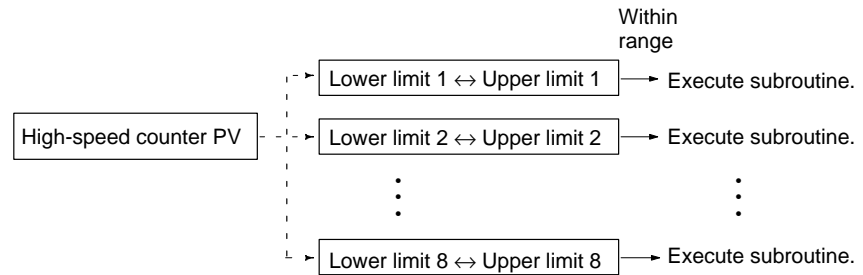 Within
range
Lower limit 1 ↔ Upper limit 1
Execute subroutine.
High-speed counter PV
Lower limit 2 ↔ Upper limit 2
Execute subroutine.
Lower limit 8 ↔ Upper limit 8
Execute subroutine.